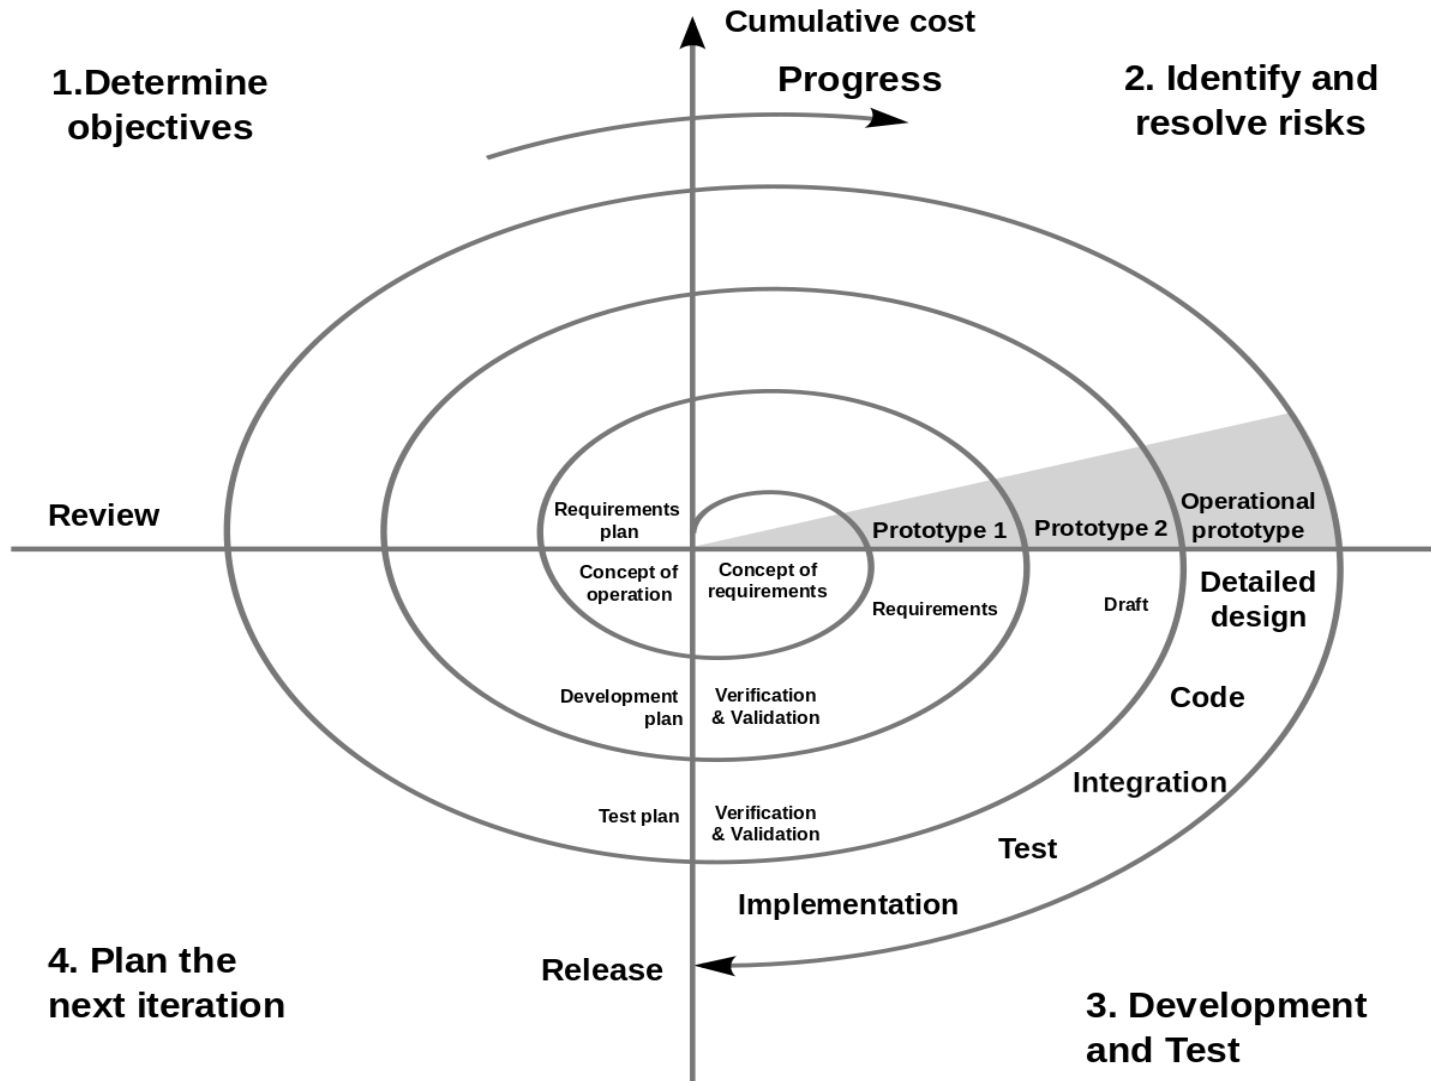 Cumulative cost
Progress
1.Determine
objectives
2. Identify and
resolve risks
Review
Requirements
plan
Prototype 1
Prototype 2
Operational
prototype
Concept of
operation
Concept of
requirements
Requirements
Draft
Detailed
design
Development
plan
Verification
& Validation
Code
Integration
Test plan
Verification
& Validation
Test
Implementation
Release
4. Plan the
next iteration
3. Development
and Test